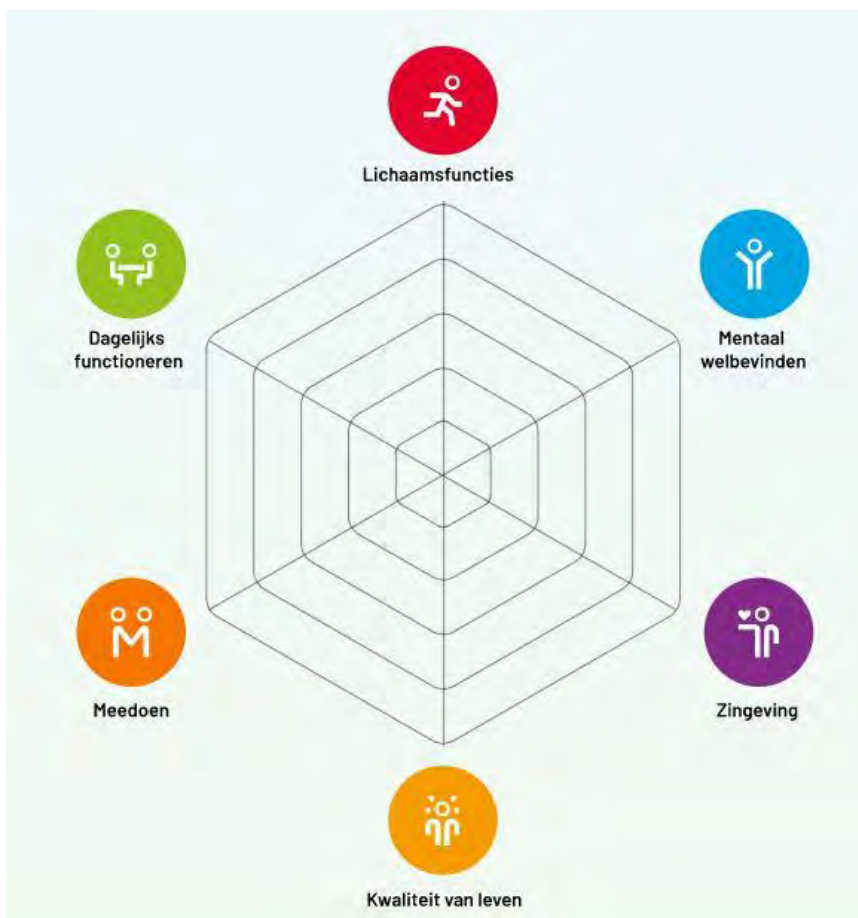 Lichaamsfuncties
Mentaal
welbevinden
Zingeving
Kwaliteit van leven
Meedoen
Dagelijks
functioneren